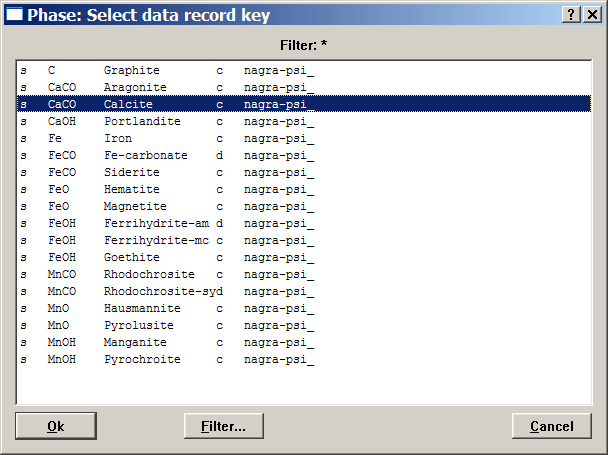 Phase: Select data record key
Filter: *
s C Graphite c nagra-psi_
s CaCO Aragonite c nagra-psi_
s CaCO Calcite c nagra-psi_
s CaOH Portlandite c nagra-psi_
s Fe Iron c nagra-psi_
s FeCO Fe-carbonate d nagra-psi_
s FeCO Siderite c nagra-psi_
s FeO Hematite c nagra-psi_
s FeO Magnetite c nagra-psi_
s FeOH Ferrihydrite-am d nagra-psi_
s FeOH Ferrihydrite-mc c nagra-psi_
s FeOH Goethite c nagra-psi_
s MnCO Rhodochrosite c nagra-psi_
s MnCO Rhodochrosite-syd nagra-psi_
s MnO Hausmannite c nagra-psi_
s MnO Pyrolusite c nagra-psi_
s MnOH Manganite c nagra-psi_
s MnOH Pyrochroite c nagra-psi_
Ok Filter... Cancel